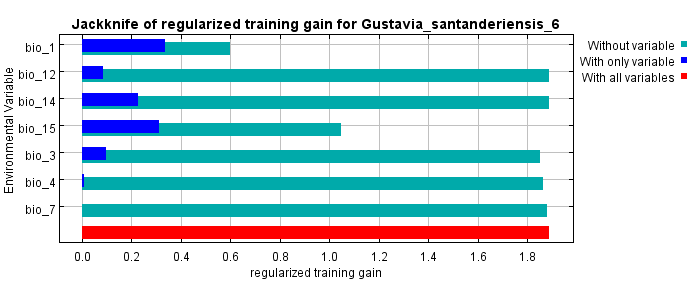 Jackknife of regularized training gain for Gustavia_santanderiensis_6
Without variable
With only variable
With all variables
Environmental Variable
bio_1
bio_12
bio_14
bio_15
bio_3
bio_4
bio_7
0.0 0.2 0.4 0.6 0.8 1.0 1.2 1.4 1.6 1.8
regularized training gain